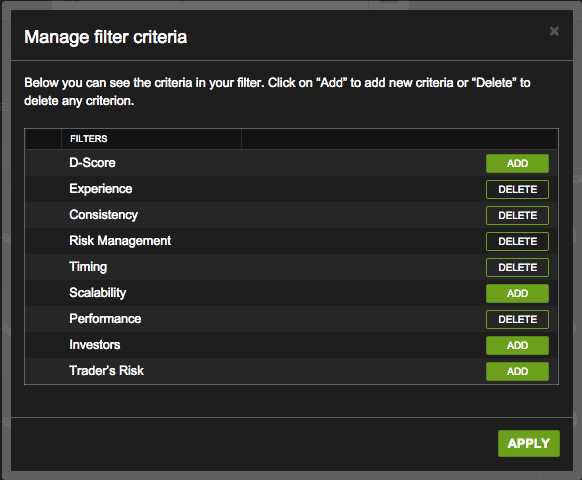 Manage filter criteria
Below you can see the criteria in your filter. Click on “Add” to add new criteria or “Delete” to
delete any criterion.
FILTERS
D-Score ADD
Experience DELETE
Consistency DELETE
Risk Management DELETE
Timing DELETE
Scalability ADD
Performance DELETE
Investors ADD
Trader's Risk ADD
APPLY